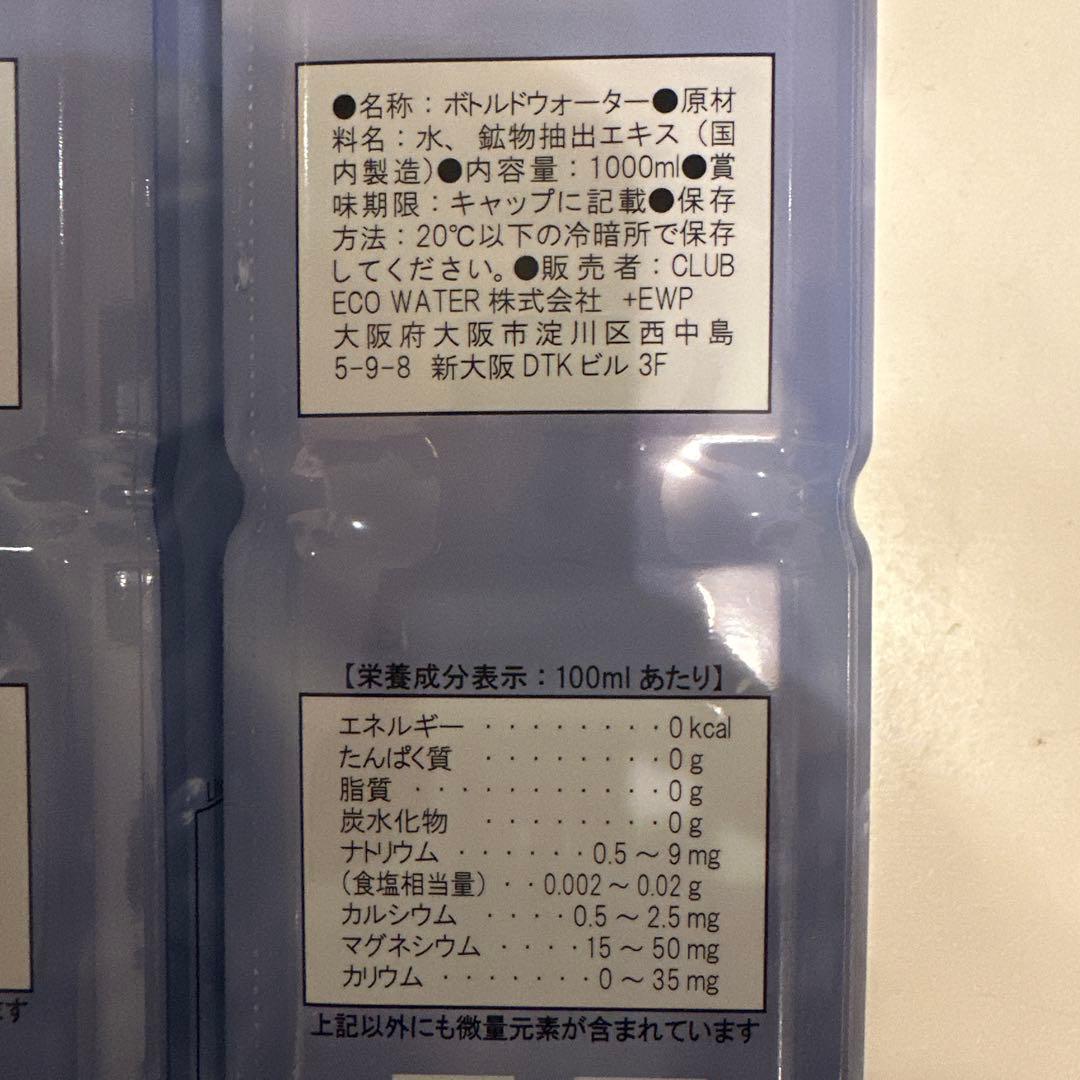 ●名称：ボトルドウォーター●原材
料名：水、鉱物抽出エキス（国
内製造）●内容量：1000ml●賞
味期限：キャップに記載●保存
方法：20℃以下の冷暗所で保存
してください。●販売者：CLUB
ECO WATER 株式会社 +EWP
大阪府大阪市淀川区西中島
5-9-8 新大阪DTKビル 3F
【栄養成分表示：100mlあたり】
エネルギー ・・・・・・・・0kcal
たんぱく質 ・・・・・・・・0g
脂質 ・・・・・・・・・・・0g
炭水化物 ・・・・・・・・0g
ナトリウム ・・・・・・0.5～9mg
（食塩相当量）・・0.002～0.02g
カルシウム ・・・・0.5～2.5mg
マグネシウム ・・・・15～50mg
カリウム ・・・・・・・0～35mg
上記以外にも微量元素が含まれています
ます